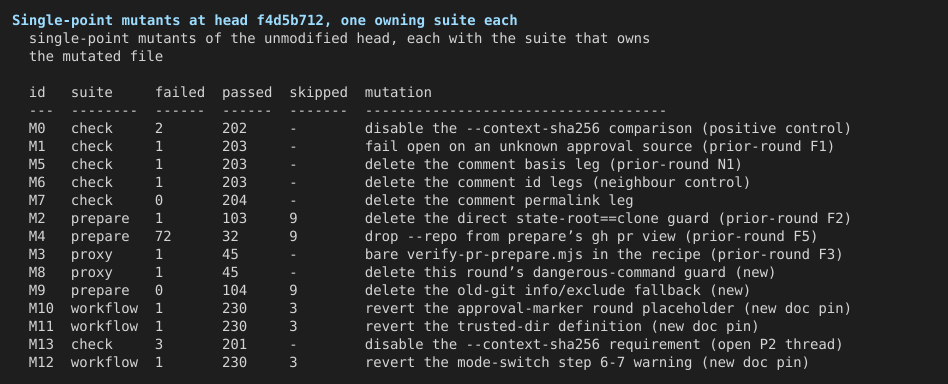 Single-point mutants at head f4d5b712, one owning suite each
single-point mutants of the unmodified head, each with the suite that owns
the mutated file
id suite failed passed skipped mutation
--- -------- ------ ------ ------- ------------------------------------
M0 check 2 202 - disable the --context-sha256 comparison (positive control)
M1 check 1 203 - fail open on an unknown approval source (prior-round F1)
M5 check 1 203 - delete the comment basis leg (prior-round N1)
M6 check 1 203 - delete the comment id legs (neighbour control)
M7 check 0 204 - delete the comment permalink leg
M2 prepare 1 103 9 delete the direct state-root==clone guard (prior-round F2)
M4 prepare 72 32 9 drop --repo from prepare’s gh pr view (prior-round F5)
M3 proxy 1 45 - bare verify-pr-prepare.mjs in the recipe (prior-round F3)
M8 proxy 1 45 - delete this round’s dangerous-command guard (new)
M9 prepare 0 104 9 delete the old-git info/exclude fallback (new)
M10 workflow 1 230 3 revert the approval-marker round placeholder (new doc pin)
M11 workflow 1 230 3 revert the trusted-dir definition (new doc pin)
M13 check 3 201 - disable the --context-sha256 requirement (open P2 thread)
M12 workflow 1 230 3 revert the mode-switch step 6-7 warning (new doc pin)